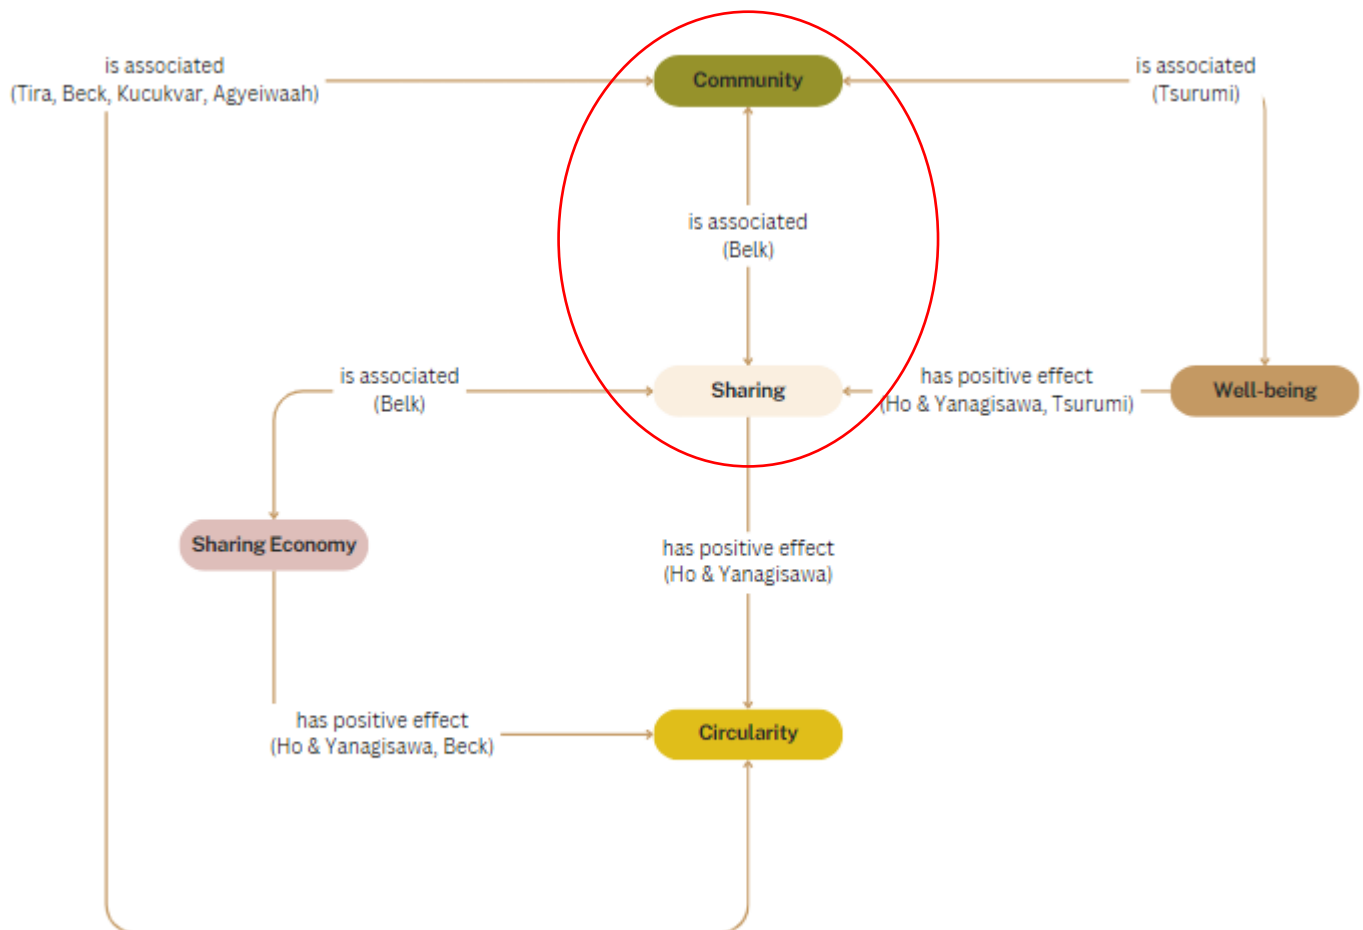 is associated
(Tira, Beck, Kucukvar, Agyeiwaah)
Community
is associated
(Tsurumi)
is associated
(Belk)
is associated
(Belk)
Sharing
has positive effect
(Ho & Yanagisawa, Tsurumi)
Well-being
Sharing Economy
has positive effect
(Ho & Yanagisawa)
has positive effect
(Ho & Yanagisawa, Beck)
Circularity